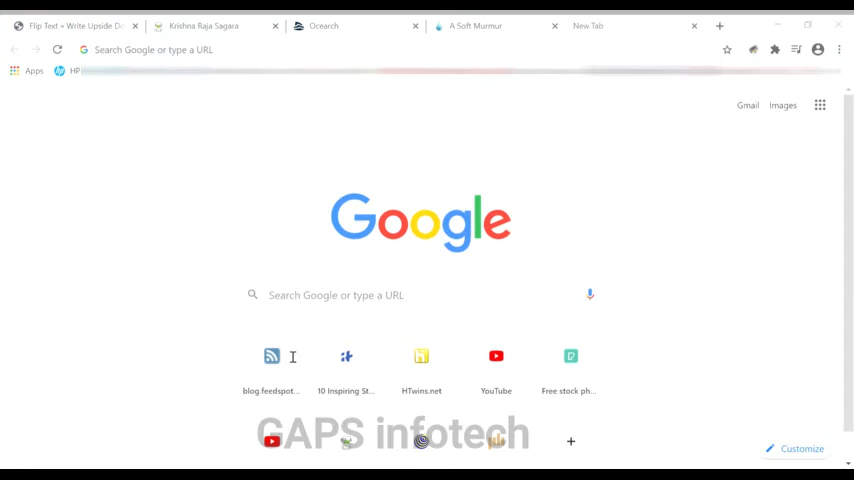 Flip Text » Write Upside Do
Krishna Raja Sagara
Ocearch
A Soft Murmur
New Tab
Search Google or type a URL
Apps
HP
Gmail
Images
Google
Search Google or type a URL
blog.feedspot...
10 Inspiring St...
HTwins.net
YouTube
Free stock ph...
GAPS infotech
Customize